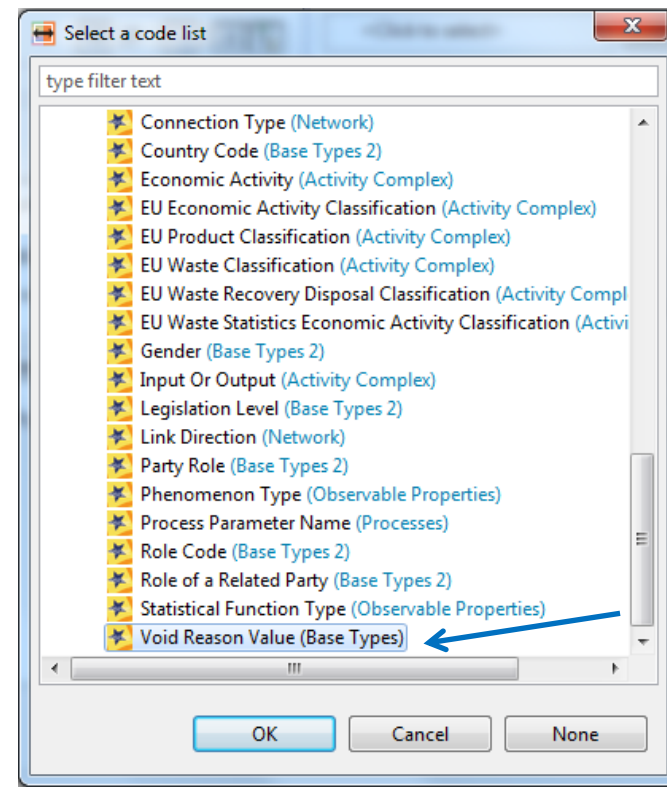 Select a code list
type filter text
Connection Type (Network)
Country Code (Base Types 2)
Economic Activity (Activity Complex)
EU Economic Activity Classification (Activity Complex)
EU Product Classification (Activity Complex)
EU Waste Classification (Activity Complex)
EU Waste Recovery Disposal Classification (Activity Compl
EU Waste Statistics Economic Activity Classification (Activi
Gender (Base Types 2)
Input Or Output (Activity Complex)
Legislation Level (Base Types 2)
Link Direction (Network)
Party Role (Base Types 2)
Phenomenon Type (Observable Properties)
Process Parameter Name (Processes)
Role Code (Base Types 2)
Role of a Related Party (Base Types 2)
Statistical Function Type (Observable Properties)
Void Reason Value (Base Types)
OK Cancel None